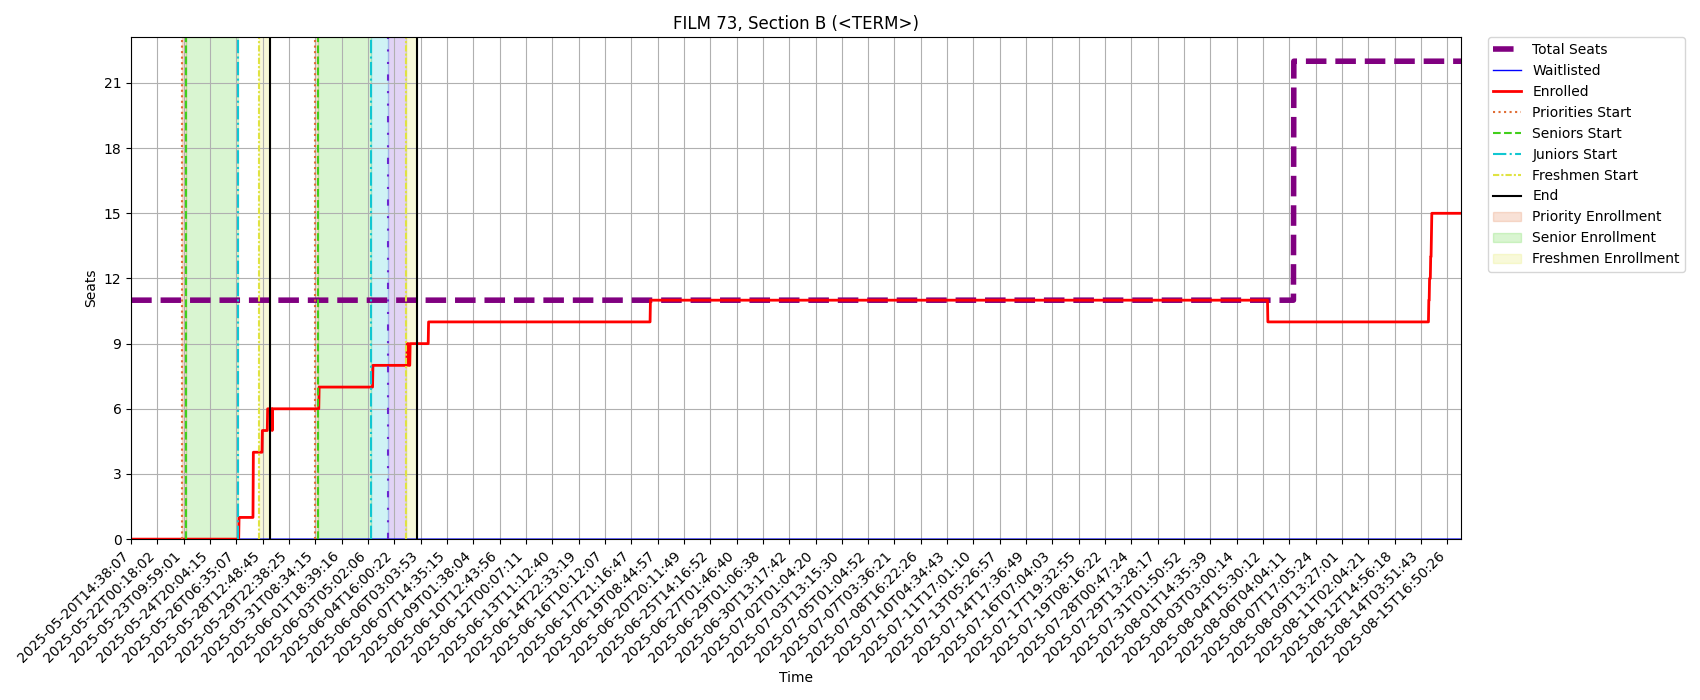 FILM 73, Section B (<TERM>)
Total Seats
Waitlisted
Enrolled
Priorities Start
Seniors Start
Juniors Start
Freshmen Start
End
Priority Enrollment
Senior Enrollment
Freshmen Enrollment
Seats
21
18
15
12
9
6
3
0
2025-05-20T14:38:07
2025-05-22T00:18:02
2025-05-23T09:59:01
2025-05-24T20:04:15
2025-05-26T06:35:07
2025-05-28T12:48:45
2025-05-29T22:38:25
2025-05-31T08:34:15
2025-06-01T18:39:16
2025-06-03T05:02:06
2025-06-04T16:00:22
2025-06-06T03:03:53
2025-06-07T14:35:15
2025-06-09T01:38:04
2025-06-10T12:43:56
2025-06-12T00:07:11
2025-06-13T11:12:40
2025-06-14T22:33:19
2025-06-16T10:12:07
2025-06-17T21:16:47
2025-06-19T08:44:57
2025-06-20T20:11:49
2025-06-25T14:16:52
2025-06-27T01:46:40
2025-06-29T01:06:38
2025-06-30T13:17:42
2025-07-02T01:04:20
2025-07-03T13:15:30
2025-07-05T01:04:52
2025-07-07T03:36:21
2025-07-08T16:22:26
2025-07-10T04:34:43
2025-07-11T17:01:10
2025-07-13T05:26:57
2025-07-14T17:36:49
2025-07-16T07:04:03
2025-07-17T19:32:55
2025-07-19T08:16:22
2025-07-28T00:47:24
2025-07-29T13:28:17
2025-07-31T01:50:52
2025-08-01T14:35:39
2025-08-03T03:00:14
2025-08-04T15:30:12
2025-08-06T04:04:11
2025-08-07T17:05:24
2025-08-09T13:27:01
2025-08-11T02:04:21
2025-08-12T14:56:18
2025-08-14T03:51:43
2025-08-15T16:50:26
Time